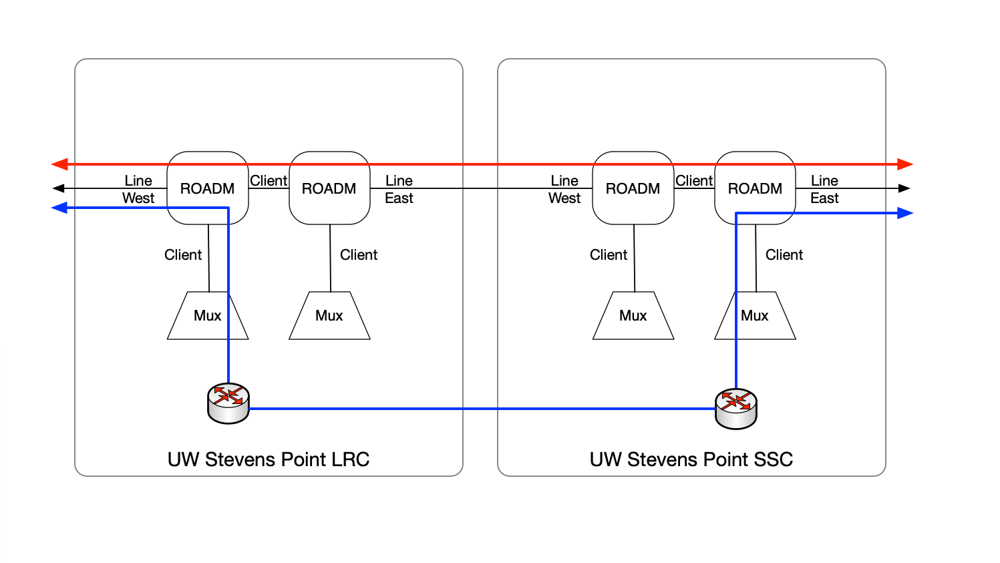 Line
West
ROADM
Client
ROADM
Line
East
Line
West
ROADM
Client
ROADM
Line
East
Client
Client
Client
Client
Mux
Mux
Mux
Mux
UW Stevens Point LRC
UW Stevens Point SSC